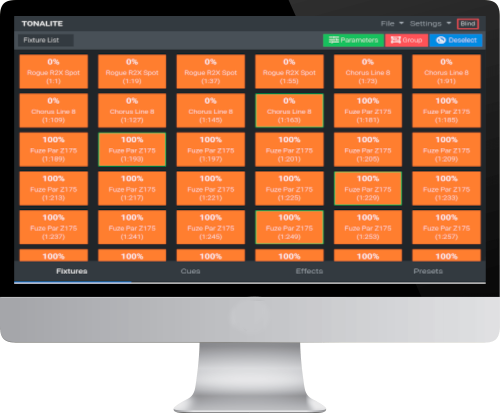 TONALITE File Settings Blind
Fixture List Parameters Group Deselect
0% 0% 0% 0% 0% 0%
Rogue R2X Spot Rogue R2X Spot Rogue R2X Spot Rogue R2X Spot Chorus Line 8 Chorus Line 8
(1:1) (1:19) (1:37) (1:55) (1:73) (1:91)
0% 0% 0% 0% 100% 100%
Chorus Line 8 Chorus Line 8 Chorus Line 8 Chorus Line 8 Fuze Par Z175 Fuze Par Z175
(1:109) (1:127) (1:145) (1:163) (1:181) (1:185)
100% 100% 100% 100% 100% 100%
Fuze Par Z175 Fuze Par Z175 Fuze Par Z175 Fuze Par Z175 Fuze Par Z175 Fuze Par Z175
(1:189) (1:193) (1:197) (1:201) (1:205) (1:209)
100% 100% 100% 100% 100% 100%
Fuze Par Z175 Fuze Par Z175 Fuze Par Z175 Fuze Par Z175 Fuze Par Z175 Fuze Par Z175
(1:213) (1:217) (1:221) (1:225) (1:229) (1:233)
100% 100% 100% 100% 100% 100%
Fuze Par Z175 Fuze Par Z175 Fuze Par Z175 Fuze Par Z175 Fuze Par Z175 Fuze Par Z175
(1:237) (1:241) (1:245) (1:249) (1:253) (1:257)
100% 100% 100% 100% 100% 100%
Fixtures Cues Effects Presets